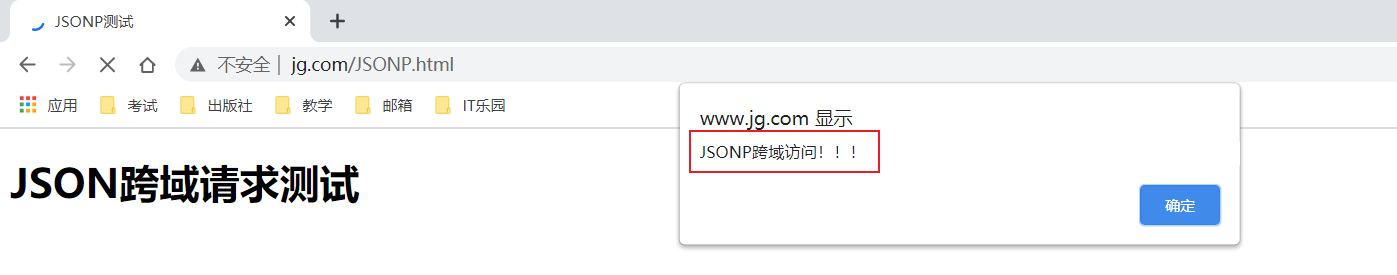 JSONP测试
不安全 | jg.com/JSONP.html
应用 考试 出版社 教学 邮箱 IT乐园
www.jg.com 显示
JSONP跨域访问！！！
JSON跨域请求测试
确定